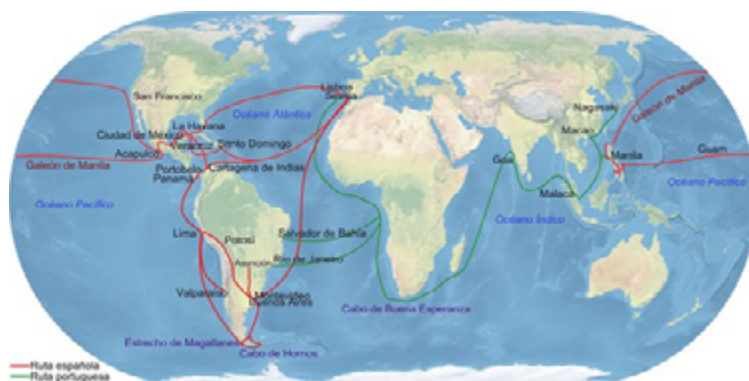 Lisboa
Sevilla
San Francisco
Océano Atlántico
Nagasaki
Galeón de Manila
La Havana
Ciudad de México
Santo Domingo
Veracruz
Macao
Acapulco
Manila
Guam
Galeón de Manila
Portobelo
Cartagena de Indias
Goa
Panamá
Malaca
Océano Pacífico
Océano Pacífico
Océano Índico
Lima
Potosí
Salvador de Bahía
Asunción
Río de Janeiro
Valparaíso
Montevideo
Buenos Aires
Cabo de Buena Esperanza
Estrecho de Magallanes
Cabo de Hornos
Ruta española
Ruta portuguesa